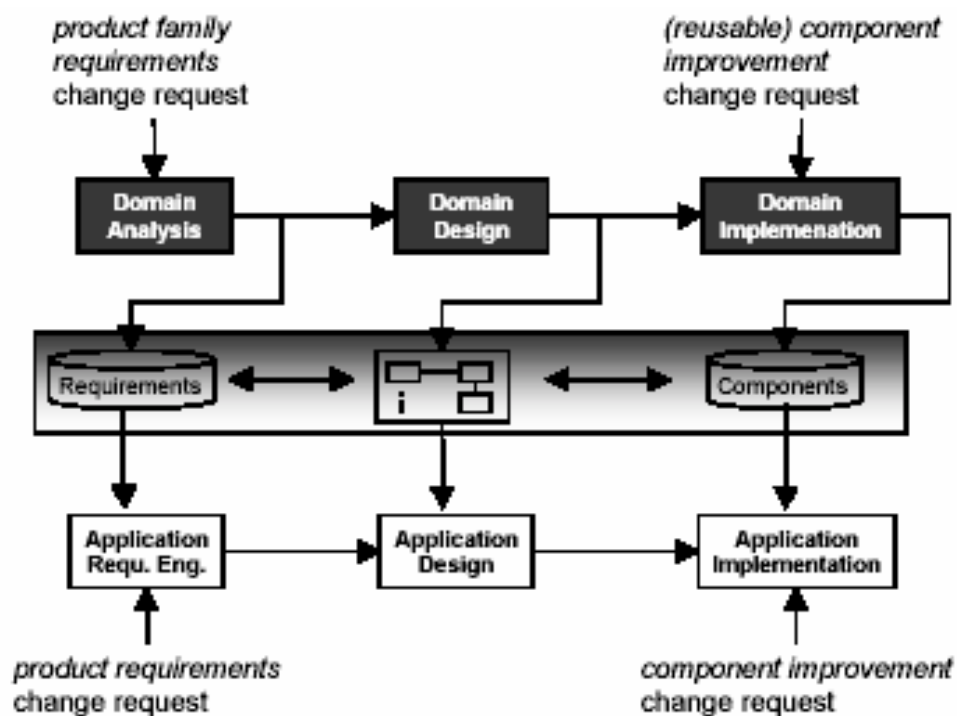 product family
requirements
change request
(reusable) component
improvement
change request
Domain
Analysis
Domain
Design
Domain
Implemenation
Requirements
i
Components
Application
Requ. Eng.
Application
Design
Application
Implementation
product requirements
change request
component improvement
change request